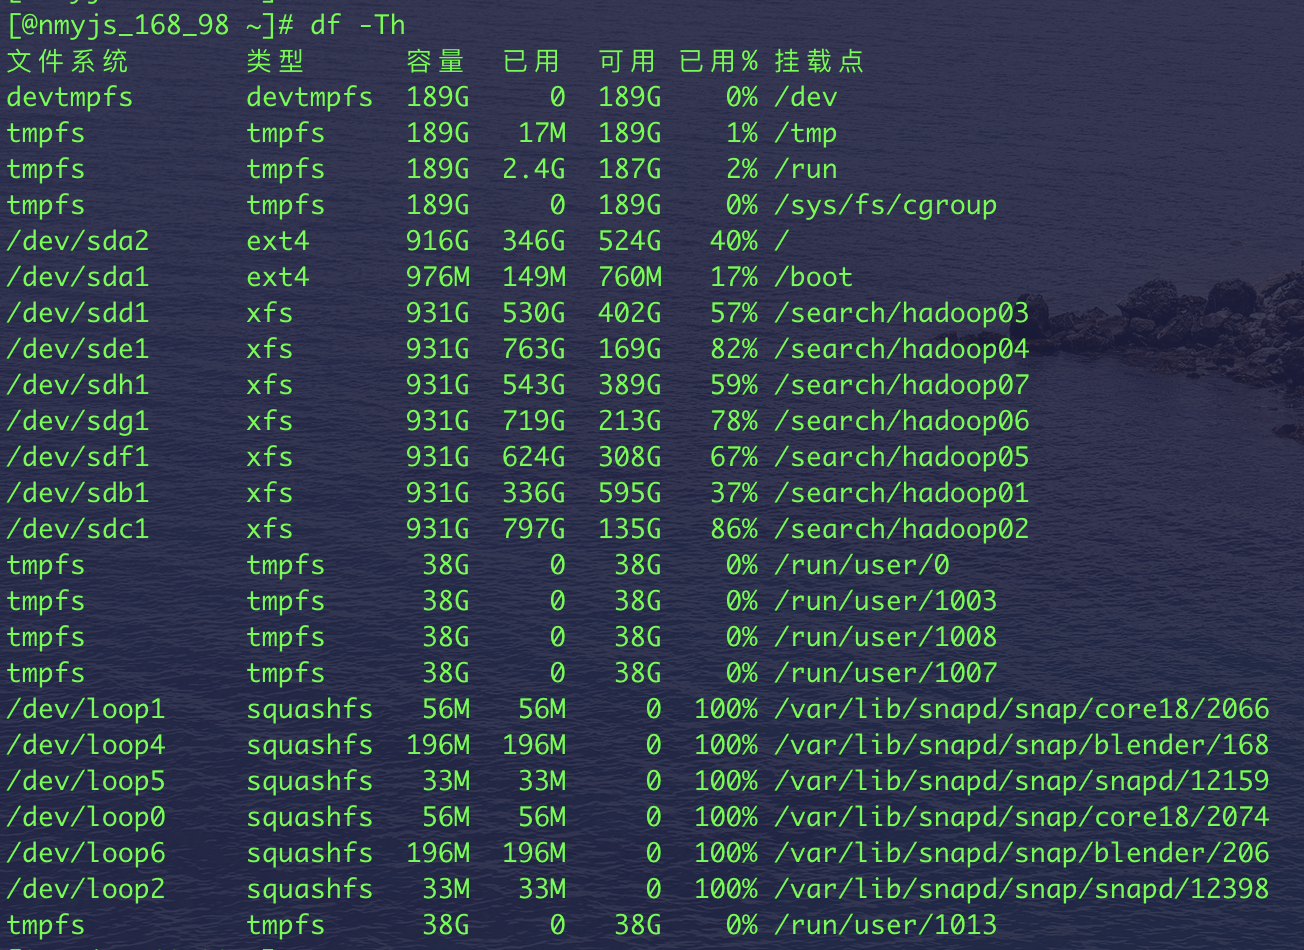 [@nmyjs_168_98 ~]# df -Th
文件系统 类型 容量 已用 可用 已用% 挂载点
devtmpfs devtmpfs 189G 0 189G 0% /dev
tmpfs tmpfs 189G 17M 189G 1% /tmp
tmpfs tmpfs 189G 2.4G 187G 2% /run
tmpfs tmpfs 189G 0 189G 0% /sys/fs/cgroup
/dev/sda2 ext4 916G 346G 524G 40% /
/dev/sda1 ext4 976M 149M 760M 17% /boot
/dev/sdd1 xfs 931G 530G 402G 57% /search/hadoop03
/dev/sde1 xfs 931G 763G 169G 82% /search/hadoop04
/dev/sdh1 xfs 931G 543G 389G 59% /search/hadoop07
/dev/sdg1 xfs 931G 719G 213G 78% /search/hadoop06
/dev/sdf1 xfs 931G 624G 308G 67% /search/hadoop05
/dev/sdb1 xfs 931G 336G 595G 37% /search/hadoop01
/dev/sdc1 xfs 931G 797G 135G 86% /search/hadoop02
tmpfs tmpfs 38G 0 38G 0% /run/user/0
tmpfs tmpfs 38G 0 38G 0% /run/user/1003
tmpfs tmpfs 38G 0 38G 0% /run/user/1008
tmpfs tmpfs 38G 0 38G 0% /run/user/1007
/dev/loop1 squashfs 56M 56M 0 100% /var/lib/snapd/snap/core18/2066
/dev/loop4 squashfs 196M 196M 0 100% /var/lib/snapd/snap/blender/168
/dev/loop5 squashfs 33M 33M 0 100% /var/lib/snapd/snap/snapd/12159
/dev/loop0 squashfs 56M 56M 0 100% /var/lib/snapd/snap/core18/2074
/dev/loop6 squashfs 196M 196M 0 100% /var/lib/snapd/snap/blender/206
/dev/loop2 squashfs 33M 33M 0 100% /var/lib/snapd/snap/snapd/12398
tmpfs tmpfs 38G 0 38G 0% /run/user/1013